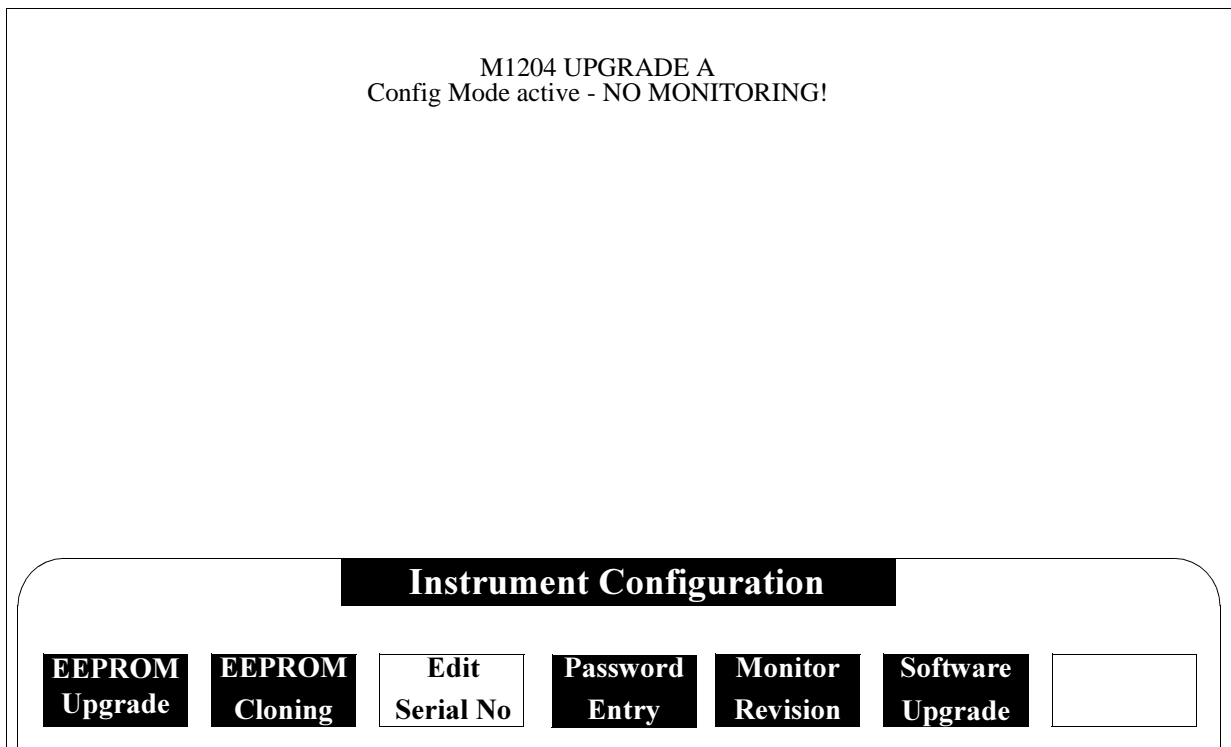 M1204 UPGRADE A
Config Mode active - NO MONITORING!
Instrument Configuration
EEPROM
Upgrade
EEPROM
Cloning
Edit
Serial No
Password
Entry
Monitor
Revision
Software
Upgrade